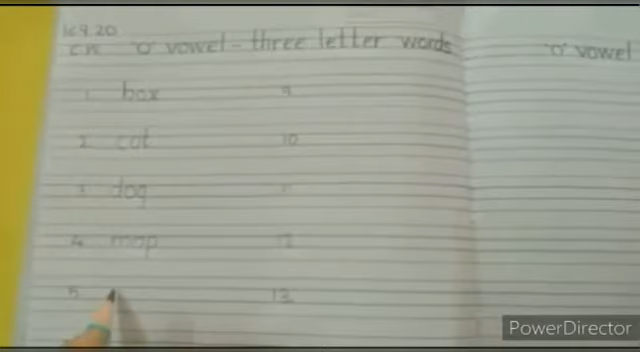 16.9.20
CW 'o' vowel - three letter words
1. box 9
2. cot 10
3. dog 11
4. mop 12
5. 13
'o' vowel
PowerDirector